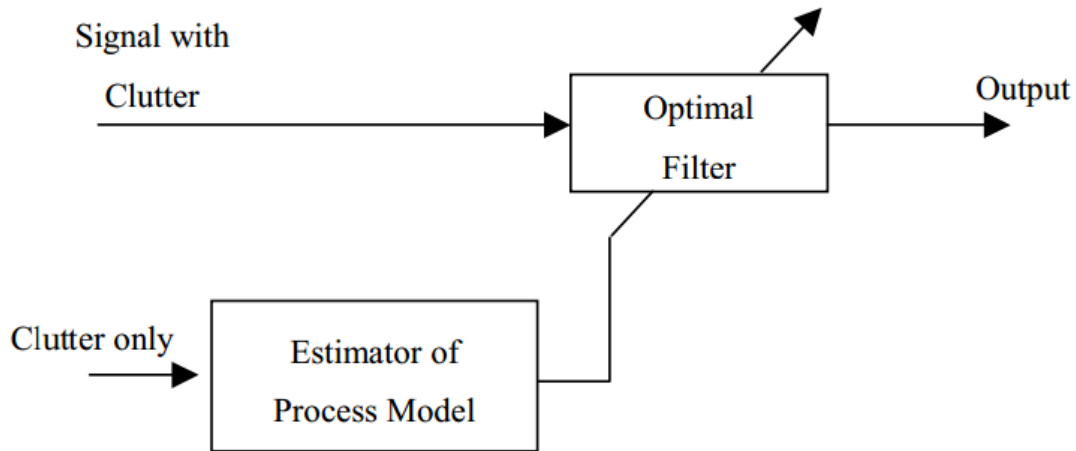 Signal with
Clutter
Optimal
Filter
Output
Clutter only
Estimator of
Process Model